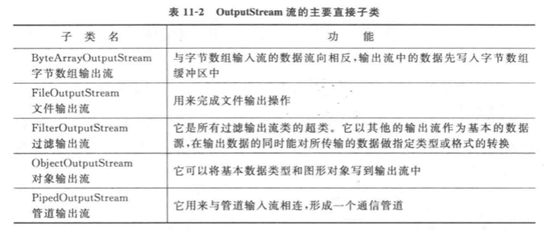 表 11-2 OutputStream 流的主要直接子类
子 类 名
功 能
ByteArrayOutputStream
字节数组输出流
与字节数组输入流的数据流向相反,输出流中的数据先写入字节数组
缓冲区中
FileOutputStream
文件输出流
用来完成文件输出操作
FilterOutputStream
过滤输出流
它是所有过滤输出流类的超类。它以其他的输出流作为基本的数据
源,在输出数据的同时能对所传输的数据做指定类型或格式的转换
ObjectOutputStream
对象输出流
它可以将基本数据类型和图形对象写到输出流中
PipedOutputStream
管道输出流
它用来与管道输入流相连,形成一个通信管道